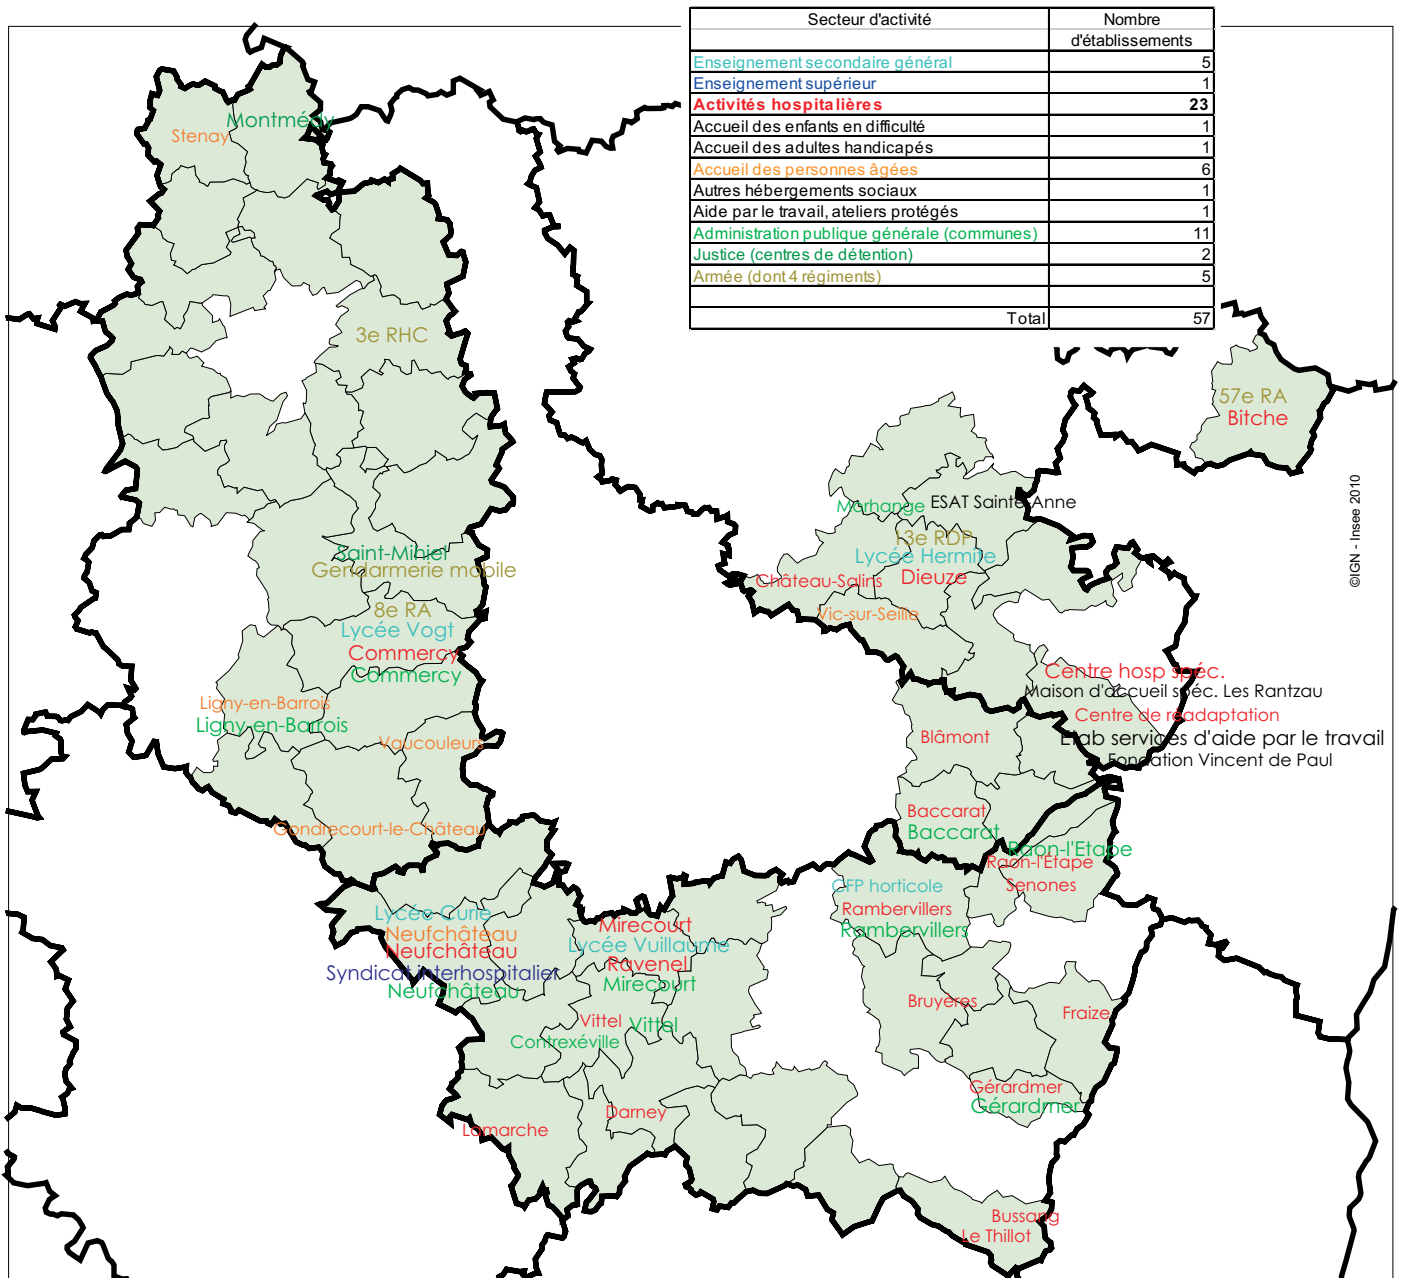 Secteur d'activité Nombre
d'établissements
Enseignement secondaire général 5
Enseignement supérieur 1
Activités hospitalières 23
Accueil des enfants en difficulté 1
Accueil des adultes handicapés 1
Accueil des personnes âgées 6
Autres hébergements sociaux 1
Aide par le travail, ateliers protégés 1
Administration publique générale (communes) 11
Justice (centres de détention) 2
Armée (dont 4 régiments) 5
Total 57
Montmédy
Stenay
3e RHC
57e RA
Bitche
©IGN - Insee 2010
Morhange
ESAT Sainte-Anne
13e RDP
Lycée Hermite
Château-Salins
Dieuze
Vic-sur-Seille
Saint-Mihiel
Gendarmerie mobile
8e RA
Lycée Vogt
Commercy
Commercy
Ligny-en-Barrois
Ligny-en-Barrois
Vaucouleurs
Gondrecourt-le-Château
Centre hosp spéc.
Maison d'accueil spéc. Les Rantzau
Centre de réadaptation
Etab services d'aide par le travail
Fondation Vincent de Paul
Blâmont
Baccarat
Baccarat
Raon-l'Etape
Raon-l'Etape
Senones
CFP horticole
Rambervillers
Rambervillers
Lycée Curie
Neufchâteau
Neufchâteau
Syndicat interhospitalier
Neufchâteau
Mirecourt
Lycée Vuillaume
Ravenel
Mirecourt
Vittel
Vittel
Contrexéville
Bruyères
Fraize
Gérardmer
Gérardmer
Darney
Lamarche
Bussang
Le Thillot